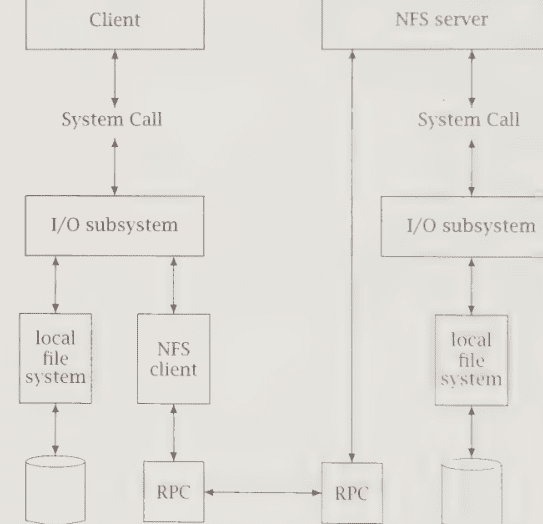 Client
NFS server
System Call
System Call
I/O subsystem
I/O subsystem
local
file
system
NFS
client
local
file
system
RPC
RPC